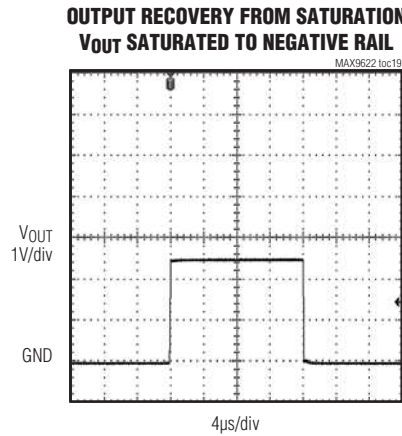 OUTPUT RECOVERY FROM SATURATION
VOUT SATURATED TO NEGATIVE RAIL
MAX9622 toc19
VOUT
1V/div
GND
4µs/div